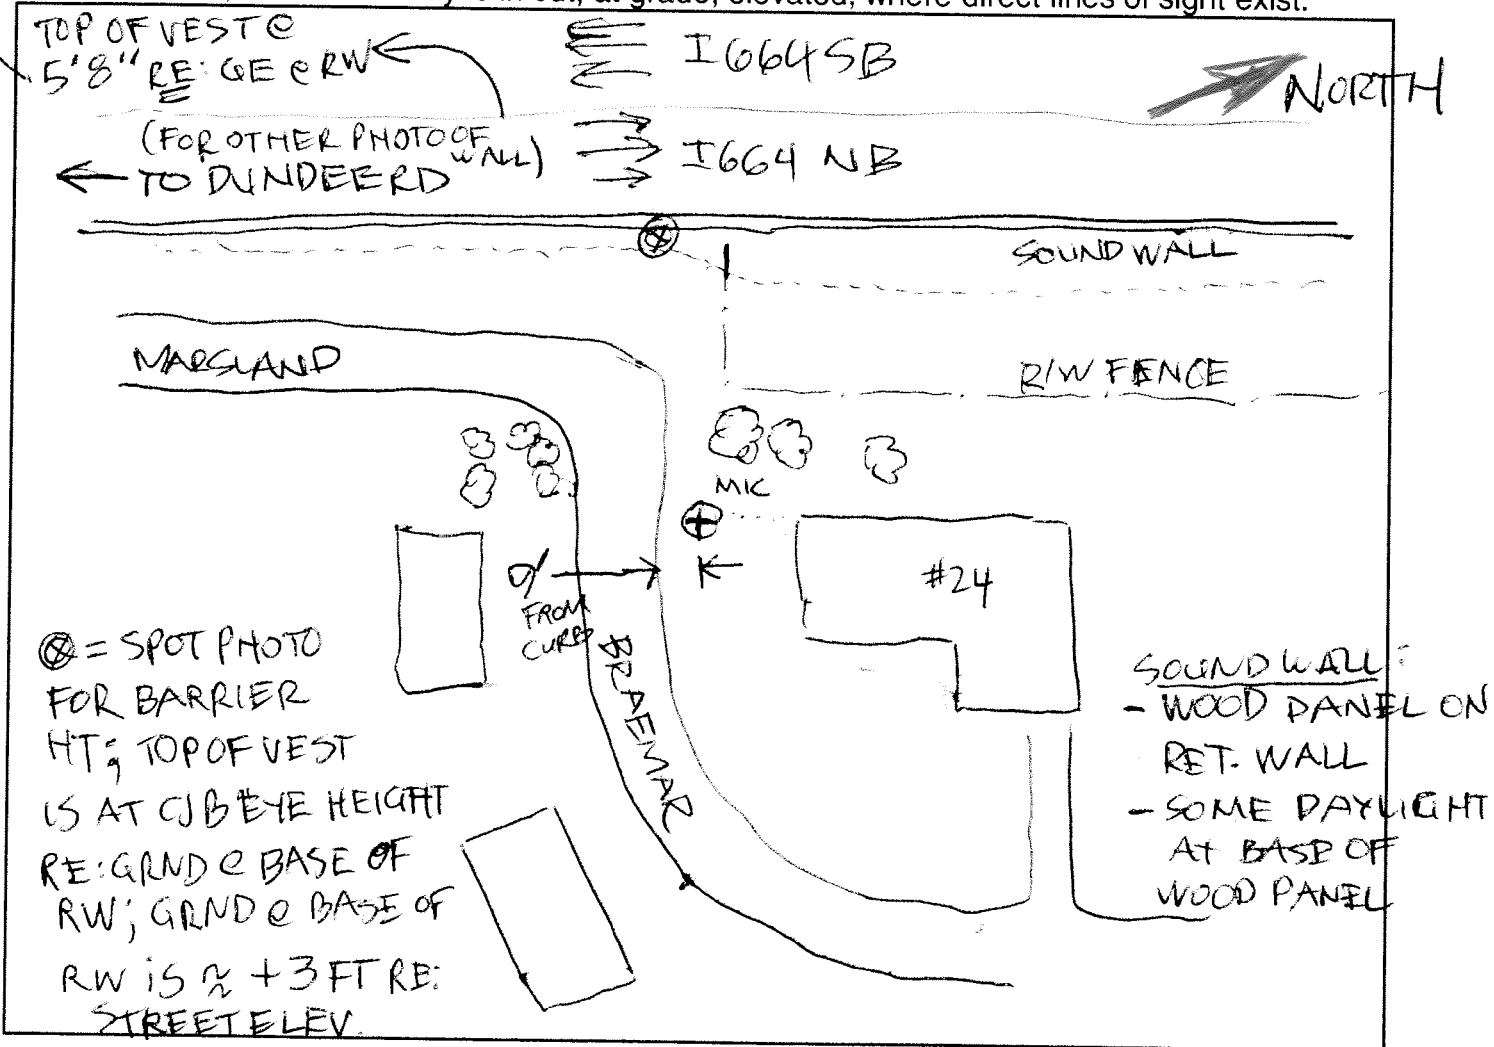 TOP OF VEST @
5'8" RE: GE @ RW
(FOR OTHER PHOTO OF WALL)
← TO DUNDEE RD
I664 SB
I664 NB
NORTH
SOUND WALL
MARSLAND
R/W FENCE
MIC
#24
FROM
CURB
BRAEMAR
⊗ = SPOT PHOTO
FOR BARRIER
HT; TOP OF VEST
IS AT CJB EYE HEIGHT
RE: GRND @ BASE OF
RW; GRND @ BASE OF
RW is ≈ +3 FT RE:
STREET ELEV.
SOUND WALL:
- WOOD PANEL ON
RET. WALL
- SOME DAYLIGHT
At BASE OF
WOOD PANEL